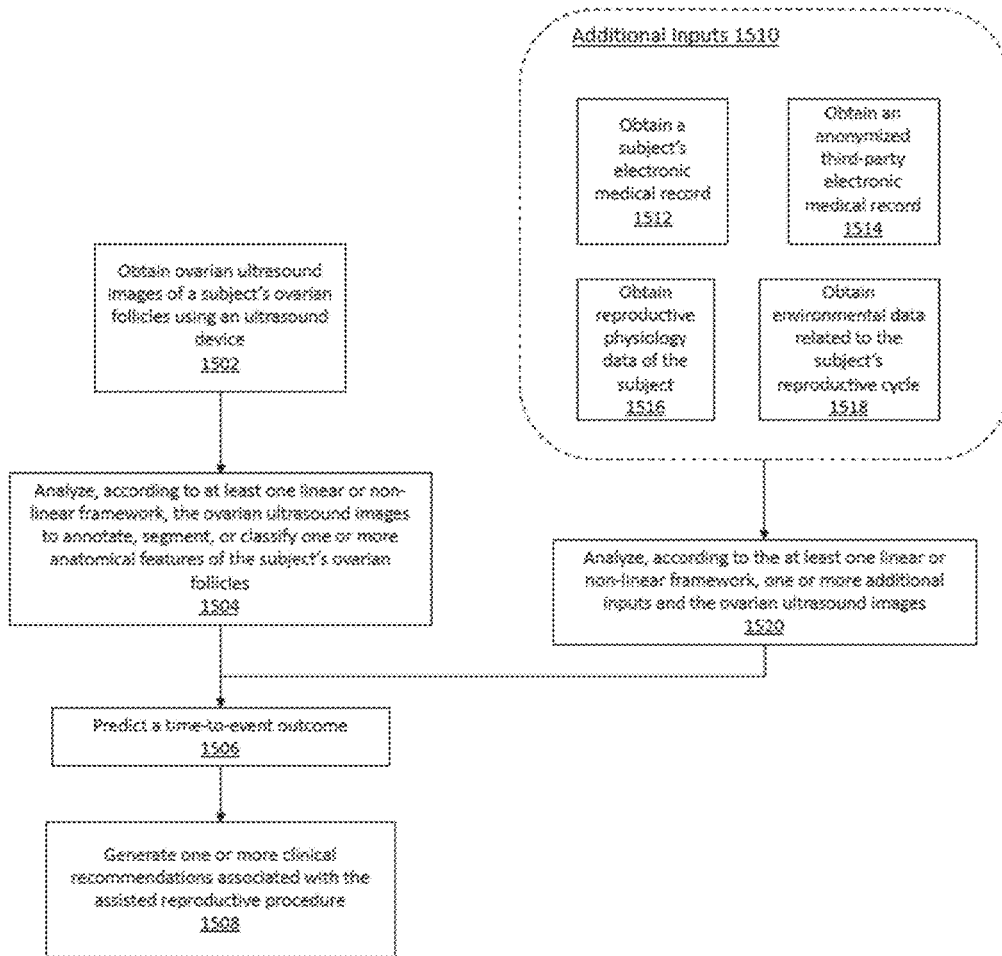 Additional Inputs 1510
Obtain a
subject's
electronic
medical
record
1512
Obtain an
anonymized
third-party
electronic
medical
record
1514
Obtain
reproductive
physiology
data of the
subject
1516
Obtain
environmental data
related to the
subject's
reproductive cycle
1518
Obtain ovarian ultrasound
images of a subject's ovarian
follicles using an ultrasound
device
1502
Analyze, according to at least one linear or non-
linear framework, the ovarian ultrasound images
to annotate, segment, or classify one or more
anatomical features of the subject's ovarian
follicles
1504
Analyze, according to the at least one linear or
non-linear framework, one or more additional
inputs and the ovarian ultrasound images
1520
Predict a time-to-event outcome
1506
Generate one or more clinical
recommendations associated with the
assisted reproductive procedure
1508